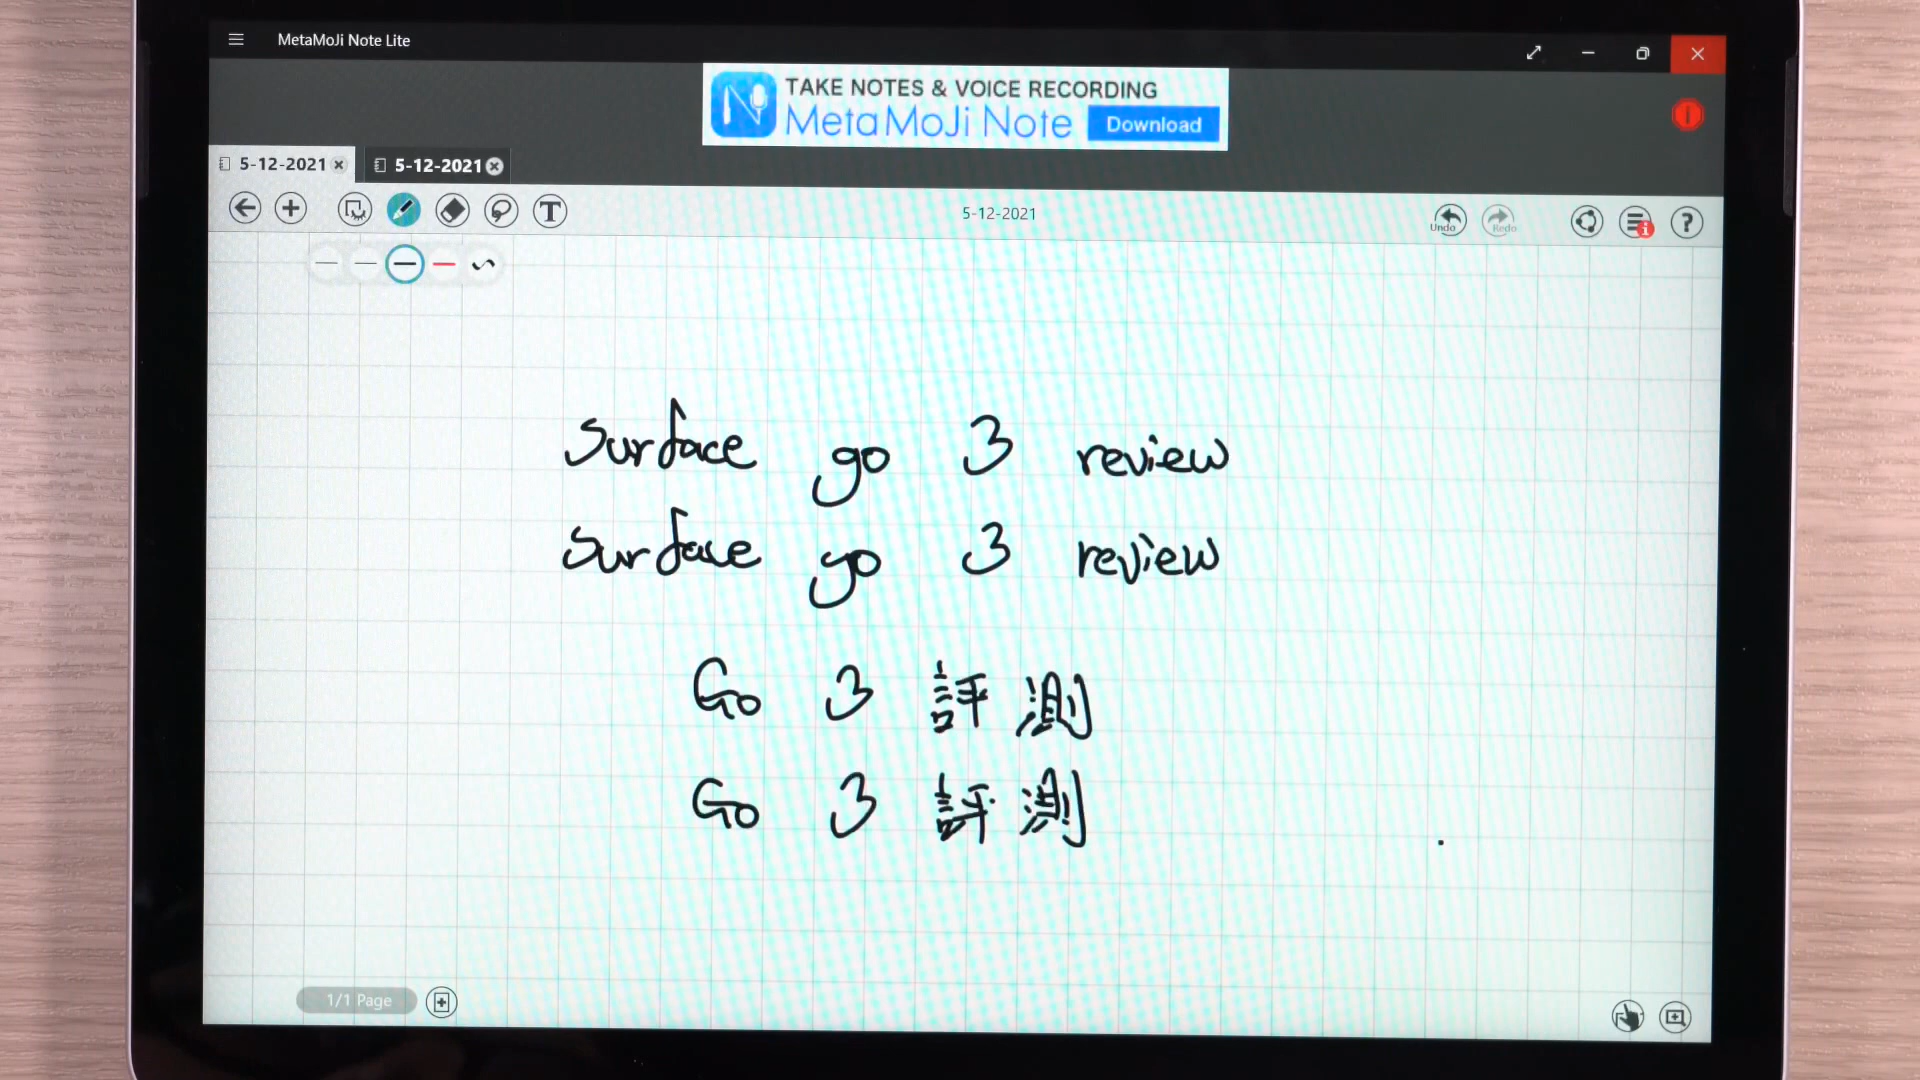 MetaMoJi Note Lite
TAKE NOTES & VOICE RECORDING
MetaMoJi Note Download
5-12-2021 5-12-2021
5-12-2021
Undo Redo
Surface go 3 review
Surface go 3 review
Go 3 評測
Go 3 評測
1/1 Page